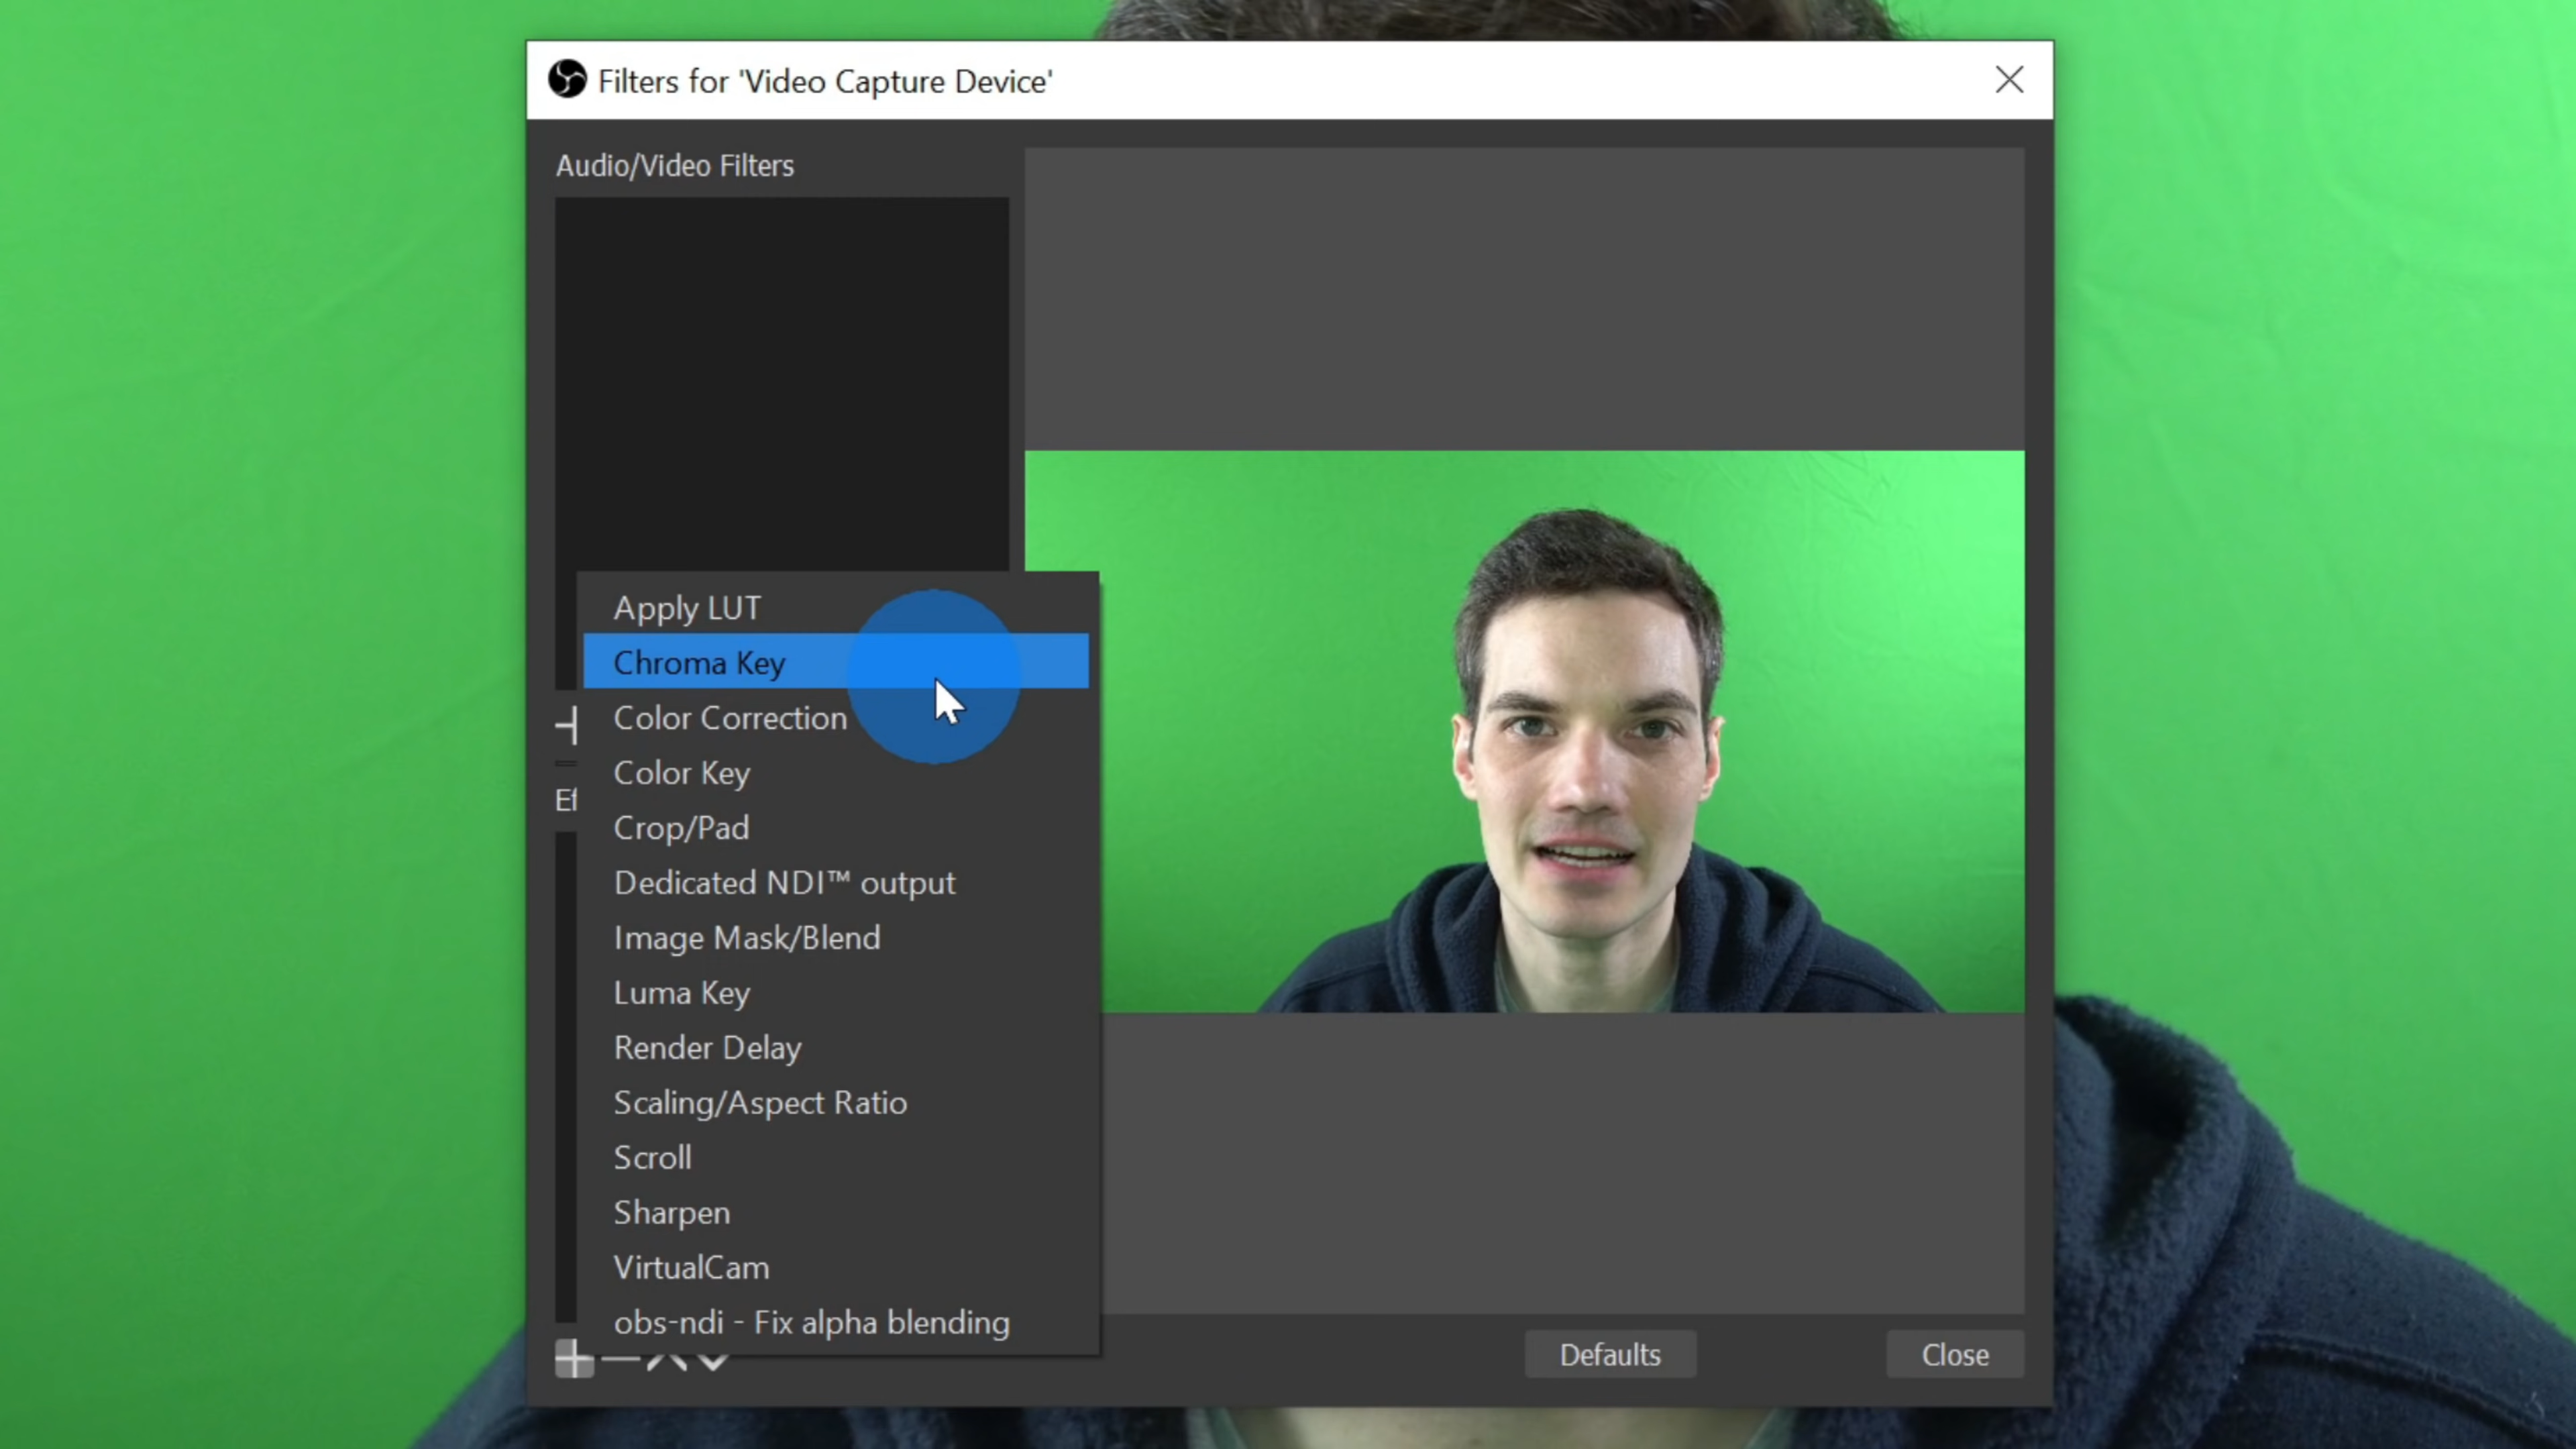 Filters for 'Video Capture Device'
Audio/Video Filters
Apply LUT
Chroma Key
Color Correction
Color Key
Ef
Crop/Pad
Dedicated NDI™ output
Image Mask/Blend
Luma Key
Render Delay
Scaling/Aspect Ratio
Scroll
Sharpen
VirtualCam
obs-ndi - Fix alpha blending
Defaults
Close